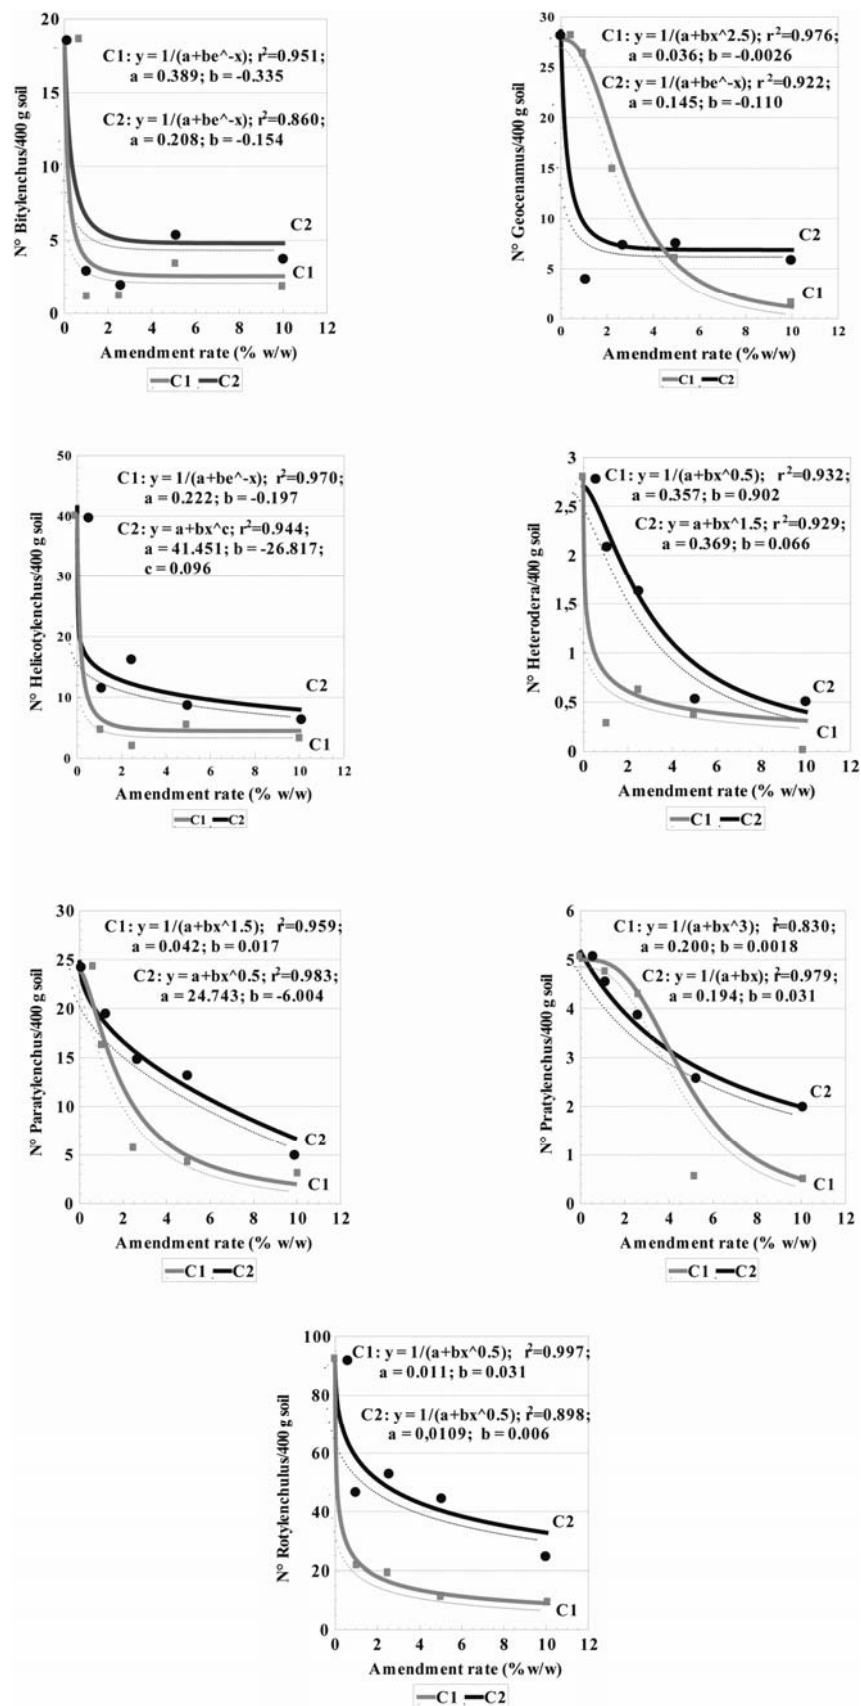 N° Bitylenchus/400 g soil
20
15
10
5
0
C1: y = 1/(a+be^-x); r²=0.951;
a = 0.389; b = -0.335
C2: y = 1/(a+be^-x); r²=0.860;
a = 0.208; b = -0.154
C2
C1
0 2 4 6 8 10 12
Amendment rate (% w/w)
C1 C2
N° Geocenamus/400 g soil
30
25
20
15
10
5
0
C1: y = 1/(a+bx^2.5); r²=0.976;
a = 0.036; b = -0.0026
C2: y = 1/(a+be^-x); r²=0.922;
a = 0.145; b = -0.110
C2
C1
0 2 4 6 8 10 12
Amendment rate (% w/w)
C1 C2
N° Helicotylenchus/400 g soil
50
40
30
20
10
0
C1: y = 1/(a+be^-x); r²=0.970;
a = 0.222; b = -0.197
C2: y = a+bx^c; r²=0.944;
a = 41.451; b = -26.817;
c = 0.096
C2
C1
0 2 4 6 8 10 12
Amendment rate (% w/w)
C1 C2
N° Heterodera/400 g soil
3
2,5
2
1,5
1
0,5
0
C1: y = 1/(a+bx^0.5); r²=0.932;
a = 0.357; b = 0.902
C2: y = a+bx^1.5; r²=0.929;
a = 0.369; b = 0.066
C2
C1
0 2 4 6 8 10 12
Amendment rate (% w/w)
C1 C2
N° Paratylenchus/400 g soil
30
25
20
15
10
5
0
C1: y = 1/(a+bx^1.5); r²=0.959;
a = 0.042; b = 0.017
C2: y = a+bx^0.5; r²=0.983;
a = 24.743; b = -6.004
C2
C1
0 2 4 6 8 10 12
Amendment rate (% w/w)
C1 C2
N° Pratylenchus/400 g soil
6
5
4
3
2
1
0
C1: y = 1/(a+bx^3); r²=0.830;
a = 0.200; b = 0.0018
C2: y = 1/(a+bx); r²=0.979;
a = 0.194; b = 0.031
C2
C1
0 2 4 6 8 10 12
Amendment rate (% w/w)
C1 C2
N° Rotylenchulus/400 g soil
100
80
60
40
20
0
C1: y = 1/(a+bx^0.5); r²=0.997;
a = 0.011; b = 0.031
C2: y = 1/(a+bx^0.5); r²=0.898;
a = 0,0109; b = 0.006
C2
C1
0 2 4 6 8 10 12
Amendment rate (% w/w)
C1 C2